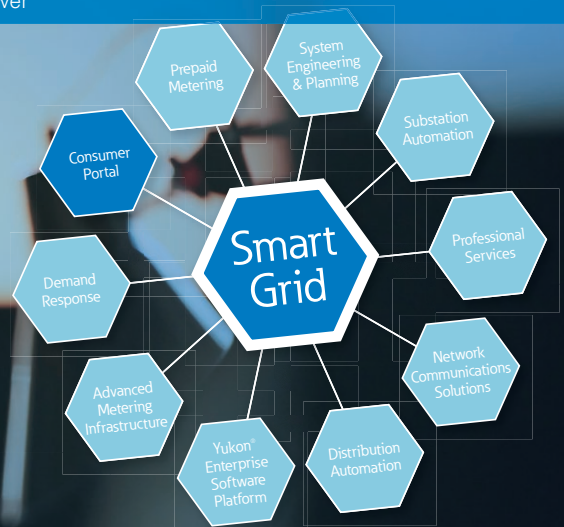 Prepaid
Metering
System
Engineering
& Planning
Substation
Automation
Consumer
Portal
Smart
Grid
Professional
Services
Demand
Response
Network
Communications
Solutions
Advanced
Metering
Infrastructure
Yukon®
Enterprise
Software
Platform
Distribution
Automation